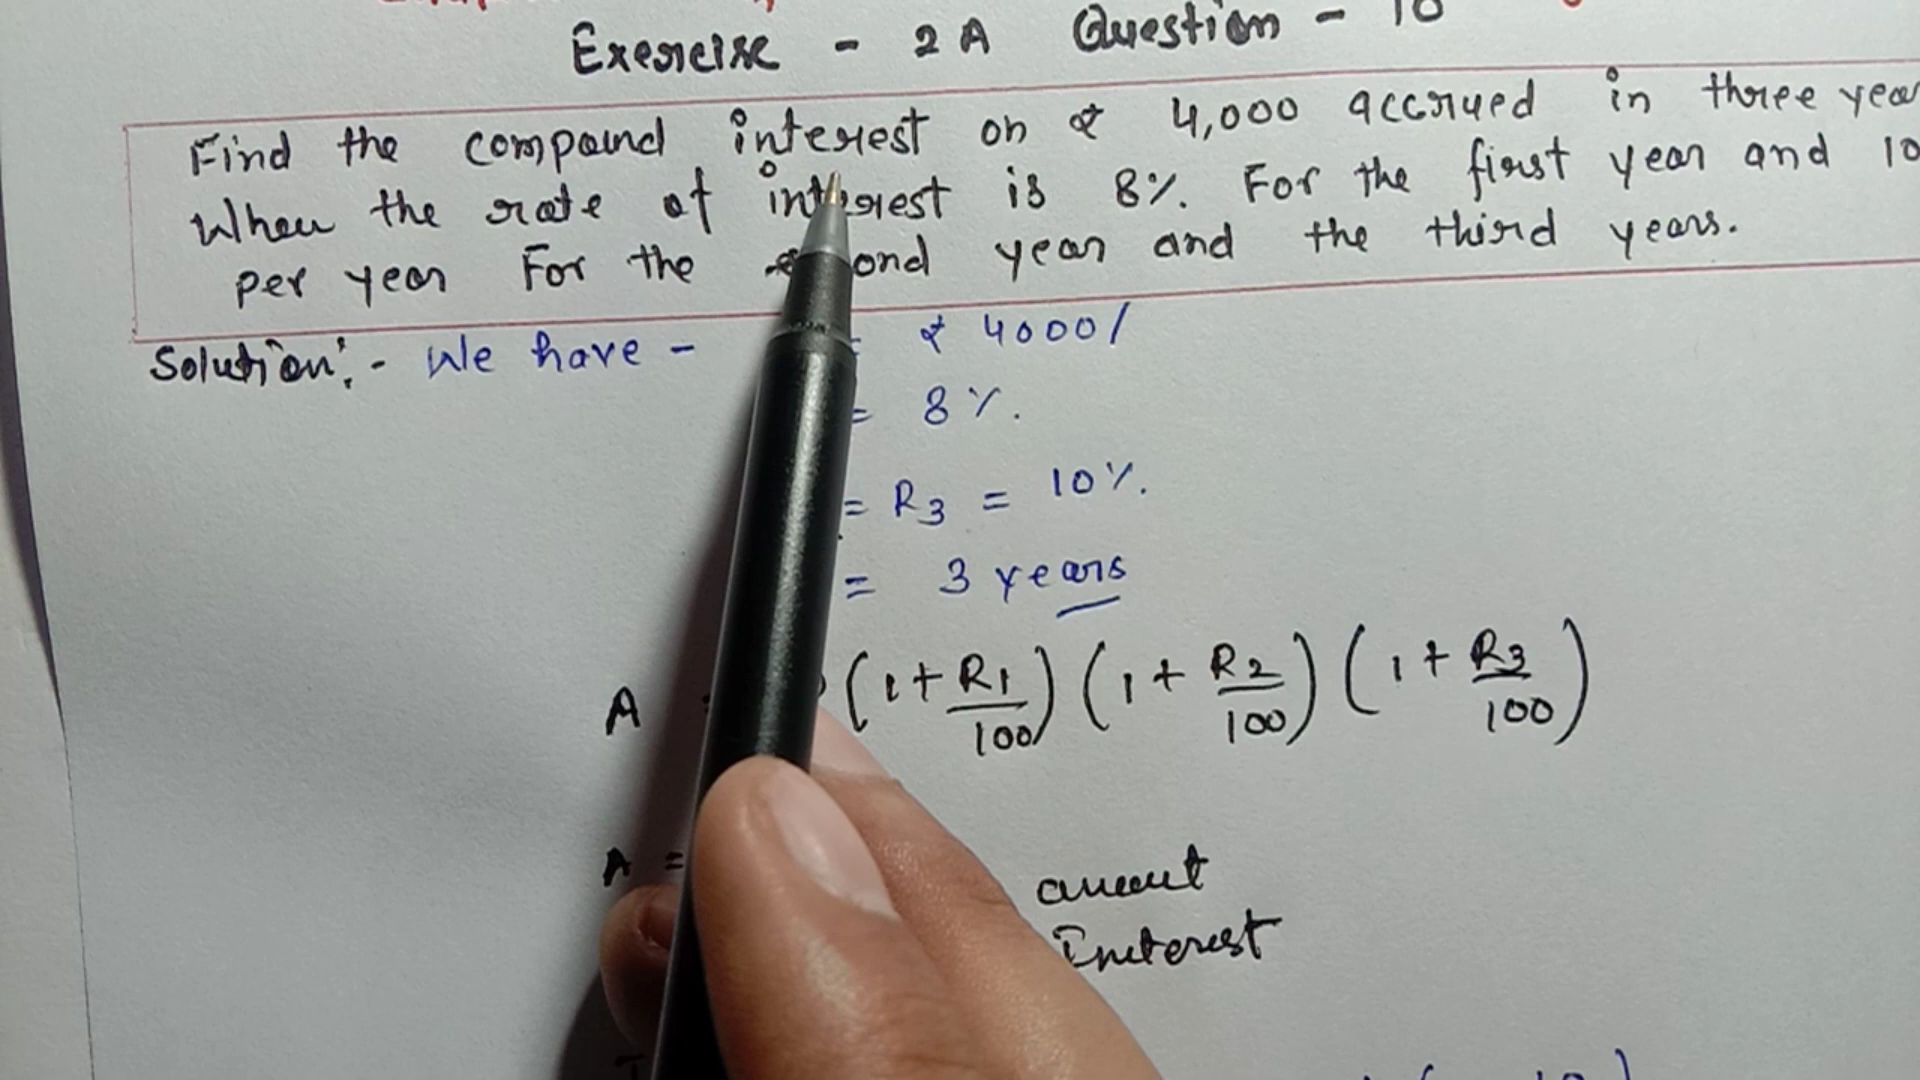 Exercise - 2A Question - 10
Find the compound interest on ₹ 4,000 accrued in three year
When the rate of interest is 8%. For the first year and 10
per year For the ond year and the third years.
Solution:- We have - = ₹ 4000/
= 8%.
= R3 = 10%.
= 3 years
A (1 + R1/100) (1 + R2/100) (1 + R3/100)
A = amount
Interest